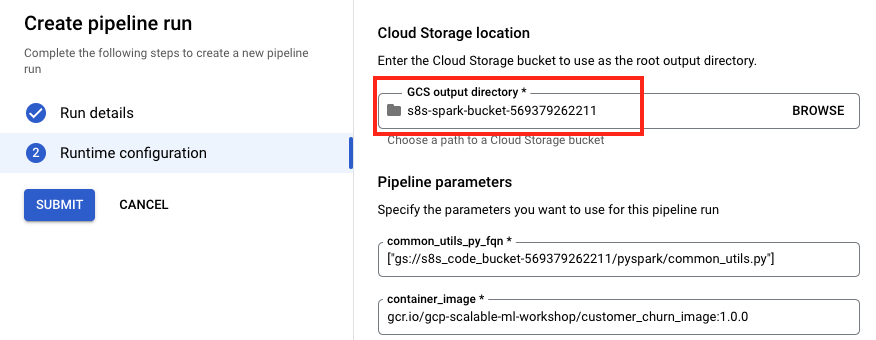 Create pipeline run
Complete the following steps to create a new pipeline
run
Run details
2 Runtime configuration
SUBMIT CANCEL
Cloud Storage location
Enter the Cloud Storage bucket to use as the root output directory.
GCS output directory *
s8s-spark-bucket-569379262211 BROWSE
Choose a path to a Cloud Storage bucket
Pipeline parameters
Specify the parameters you want to use for this pipeline run
common_utils_py_fqn *
["gs://s8s_code_bucket-569379262211/pyspark/common_utils.py"]
container_image *
gcr.io/gcp-scalable-ml-workshop/customer_churn_image:1.0.0